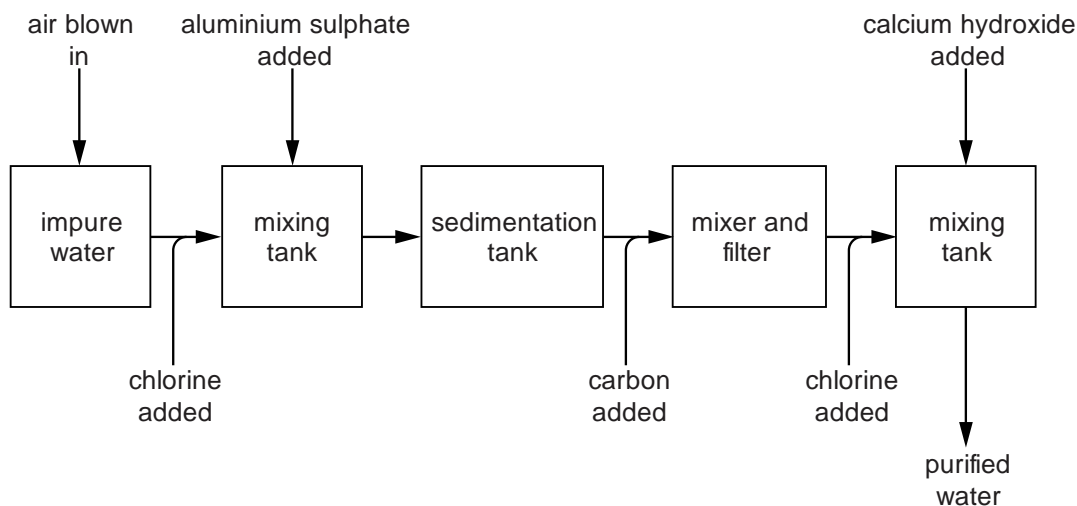 air blown
in
aluminium sulphate
added
calcium hydroxide
added
impure
water
mixing
tank
sedimentation
tank
mixer and
filter
mixing
tank
chlorine
added
carbon
added
chlorine
added
purified
water